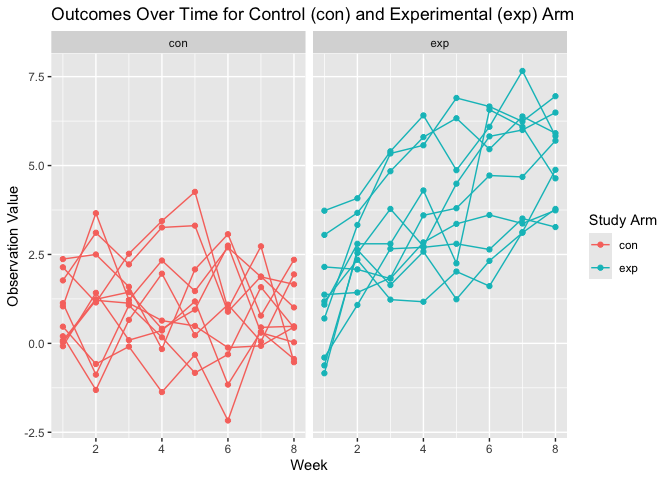 Outcomes Over Time for Control (con) and Experimental (exp) Arm
con
exp
7.5
5.0
2.5
0.0
-2.5
Observation Value
2 4 6 8
2 4 6 8
Week
Study Arm
con
exp